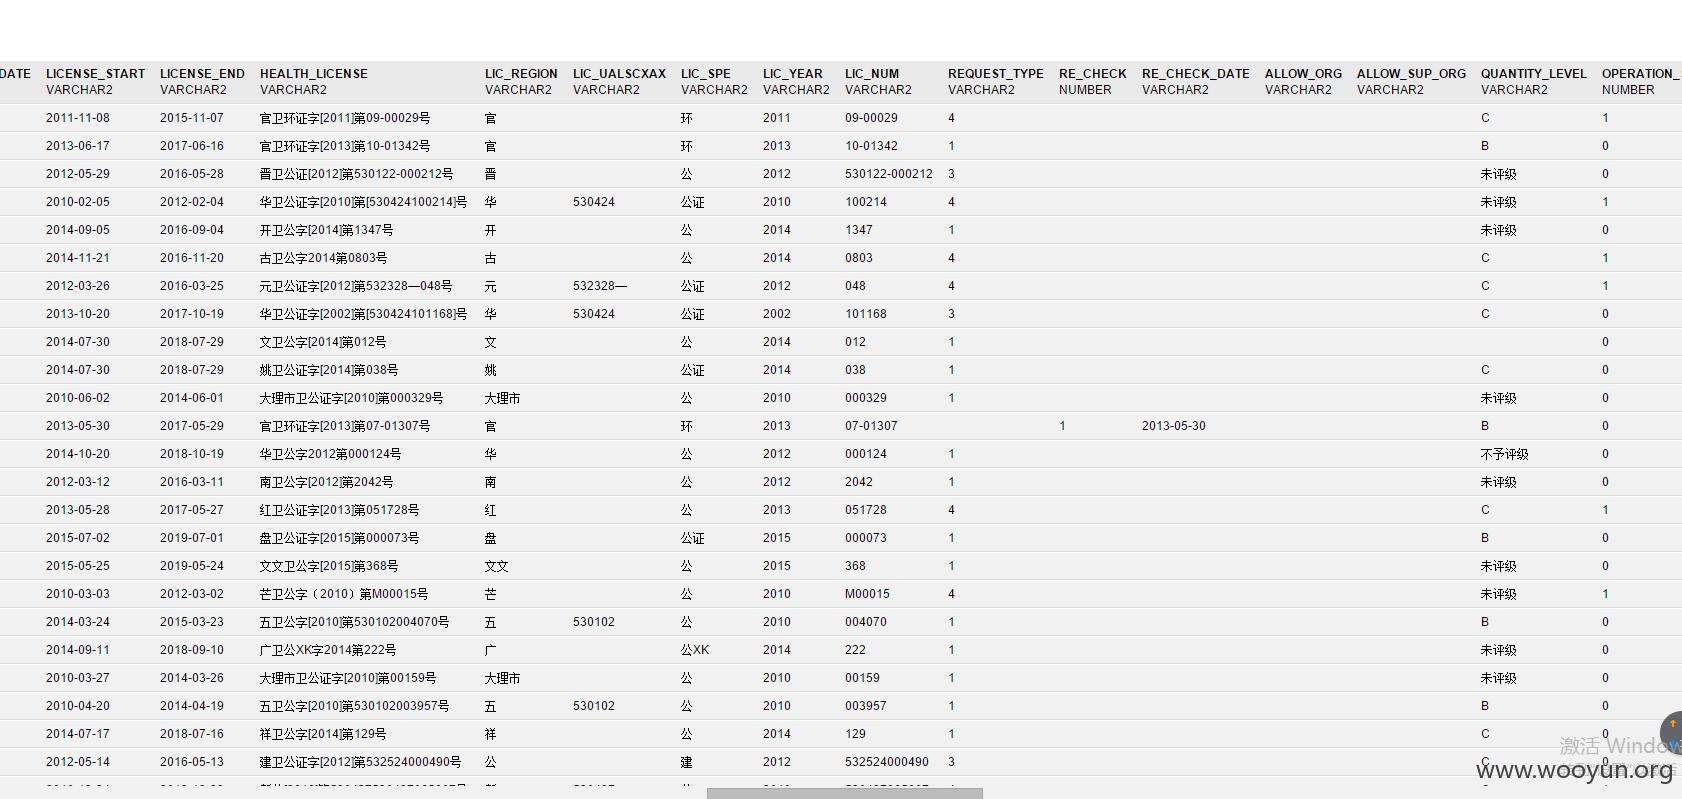 DATE LICENSE_START LICENSE_END HEALTH_LICENSE LIC_REGION LIC_UALSCXAX LIC_SPE LIC_YEAR LIC_NUM REQUEST_TYPE RE_CHECK RE_CHECK_DATE ALLOW_ORG ALLOW_SUP_ORG QUANTITY_LEVEL OPERATION_
VARCHAR2 VARCHAR2 VARCHAR2 VARCHAR2 VARCHAR2 VARCHAR2 VARCHAR2 VARCHAR2 VARCHAR2 NUMBER VARCHAR2 VARCHAR2 VARCHAR2 VARCHAR2 NUMBER
2011-11-08 2015-11-07 官卫环证字[2011]第09-00029号 官 环 2011 09-00029 4 C 1
2013-06-17 2017-06-16 官卫环证字[2013]第10-01342号 官 环 2013 10-01342 1 B 0
2012-05-29 2016-05-28 晋卫公证[2012]第530122-000212号 晋 公 2012 530122-000212 3 未评级 0
2010-02-05 2012-02-04 华卫公证字[2010]第[530424100214]号 华 530424 公证 2010 100214 4 未评级 1
2014-09-05 2016-09-04 开卫公字[2014]第1347号 开 公 2014 1347 1 未评级 0
2014-11-21 2016-11-20 古卫公字2014第0803号 古 公 2014 0803 4 C 1
2012-03-26 2016-03-25 元卫公证字[2012]第532328—048号 元 532328— 公证 2012 048 4 C 1
2013-10-20 2017-10-19 华卫公证字[2002]第[530424101168]号 华 530424 公证 2002 101168 3 C 0
2014-07-30 2018-07-29 文卫公字[2014]第012号 文 公 2014 012 1 0
2014-07-30 2018-07-29 姚卫公证字[2014]第038号 姚 公证 2014 038 1 C 0
2010-06-02 2014-06-01 大理市卫公证字[2010]第000329号 大理市 公 2010 000329 1 未评级 0
2013-05-30 2017-05-29 官卫环证字[2013]第07-01307号 官 环 2013 07-01307 1 2013-05-30 B 0
2014-10-20 2018-10-19 华卫公字2012第000124号 华 公 2012 000124 1 不予评级 0
2012-03-12 2016-03-11 南卫公字[2012]第2042号 南 公 2012 2042 1 未评级 0
2013-05-28 2017-05-27 红卫公证字[2013]第051728号 红 公 2013 051728 4 C 1
2015-07-02 2019-07-01 盘卫公证字[2015]第000073号 盘 公证 2015 000073 1 B 0
2015-05-25 2019-05-24 文文卫公字[2015]第368号 文文 公 2015 368 1 未评级 0
2010-03-03 2012-03-02 芒卫公字（2010）第M00015号 芒 公 2010 M00015 4 未评级 1
2014-03-24 2015-03-23 五卫公字[2010]第530102004070号 五 530102 公 2010 004070 1 B 0
2014-09-11 2018-09-10 广卫公XK字2014第222号 广 公XK 2014 222 1 未评级 0
2010-03-27 2014-03-26 大理市卫公证字[2010]第00159号 大理市 公 2010 00159 1 未评级 0
2010-04-20 2014-04-19 五卫公字[2010]第530102003957号 五 530102 公 2010 003957 1 B 0
2014-07-17 2018-07-16 祥卫公字[2014]第129号 祥 公 2014 129 1 C 0
2012-05-14 2016-05-13 建卫公证字[2012]第532524000490号 公 建 2012 532524000490 3 C 0
激活 Windows
www.wooyun.org